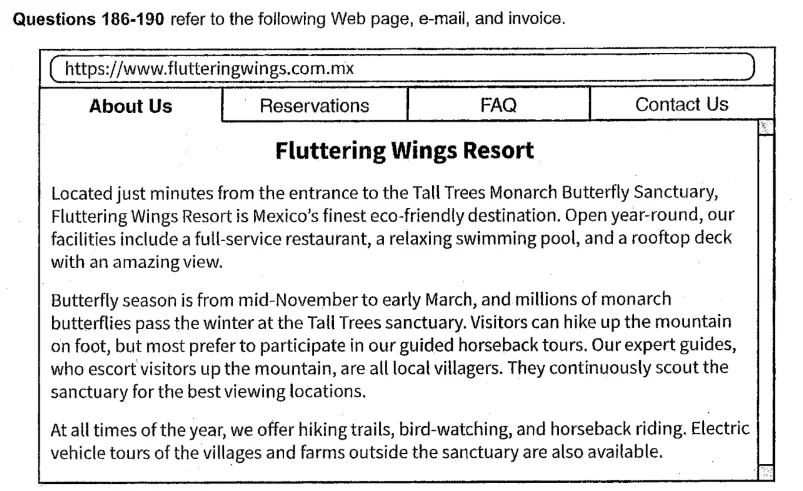 Questions 186-190 refer to the following Web page, e-mail, and invoice.
https://www.flutteringwings.com.mx
About Us Reservations FAQ Contact Us
Fluttering Wings Resort
Located just minutes from the entrance to the Tall Trees Monarch Butterfly Sanctuary,
Fluttering Wings Resort is Mexico's finest eco-friendly destination. Open year-round, our
facilities include a full-service restaurant, a relaxing swimming pool, and a rooftop deck
with an amazing view.
Butterfly season is from mid-November to early March, and millions of monarch
butterflies pass the winter at the Tall Trees sanctuary. Visitors can hike up the mountain
on foot, but most prefer to participate in our guided horseback tours. Our expert guides,
who escort visitors up the mountain, are all local villagers. They continuously scout the
sanctuary for the best viewing locations.
At all times of the year, we offer hiking trails, bird-watching, and horseback riding. Electric
vehicle tours of the villages and farms outside the sanctuary are also available.